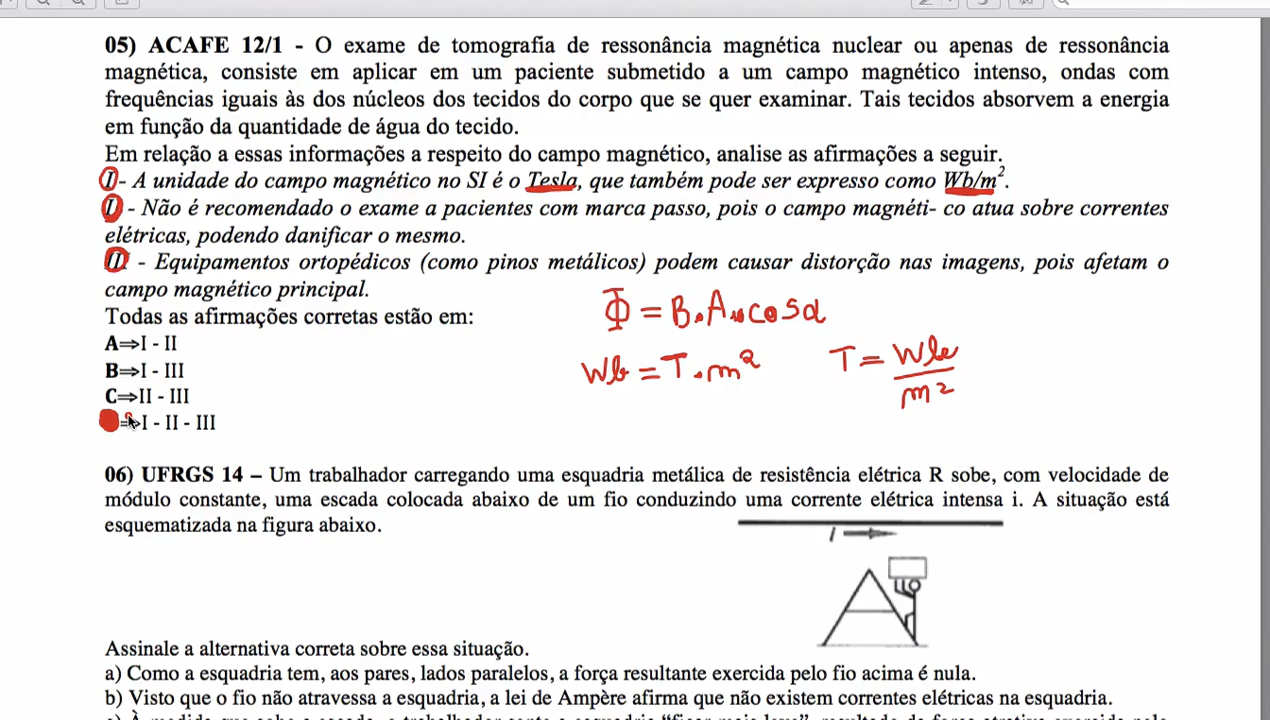 05) ACAFE 12/1 - O exame de tomografia de ressonância magnética nuclear ou apenas de ressonância
magnética, consiste em aplicar em um paciente submetido a um campo magnético intenso, ondas com
frequências iguais às dos núcleos dos tecidos do corpo que se quer examinar. Tais tecidos absorvem a energia
em função da quantidade de água do tecido.
Em relação a essas informações a respeito do campo magnético, analise as afirmações a seguir.
I - A unidade do campo magnético no SI é o Tesla, que também pode ser expresso como Wb/m².
I - Não é recomendado o exame a pacientes com marca passo, pois o campo magnéti- co atua sobre correntes
elétricas, podendo danificar o mesmo.
III - Equipamentos ortopédicos (como pinos metálicos) podem causar distorção nas imagens, pois afetam o
campo magnético principal.
Φ = B.A.cosα
Todas as afirmações corretas estão em:
A⇒I - II
Wb = T.m² T = Wb/m²
B⇒I - III
C⇒II - III
⇒I - II - III
06) UFRGS 14 – Um trabalhador carregando uma esquadria metálica de resistência elétrica R sobe, com velocidade de
módulo constante, uma escada colocada abaixo de um fio conduzindo uma corrente elétrica intensa i. A situação está
esquematizada na figura abaixo.
I
Assinale a alternativa correta sobre essa situação.
a) Como a esquadria tem, aos pares, lados paralelos, a força resultante exercida pelo fio acima é nula.
b) Visto que o fio não atravessa a esquadria, a lei de Ampère afirma que não existem correntes elétricas na esquadria.